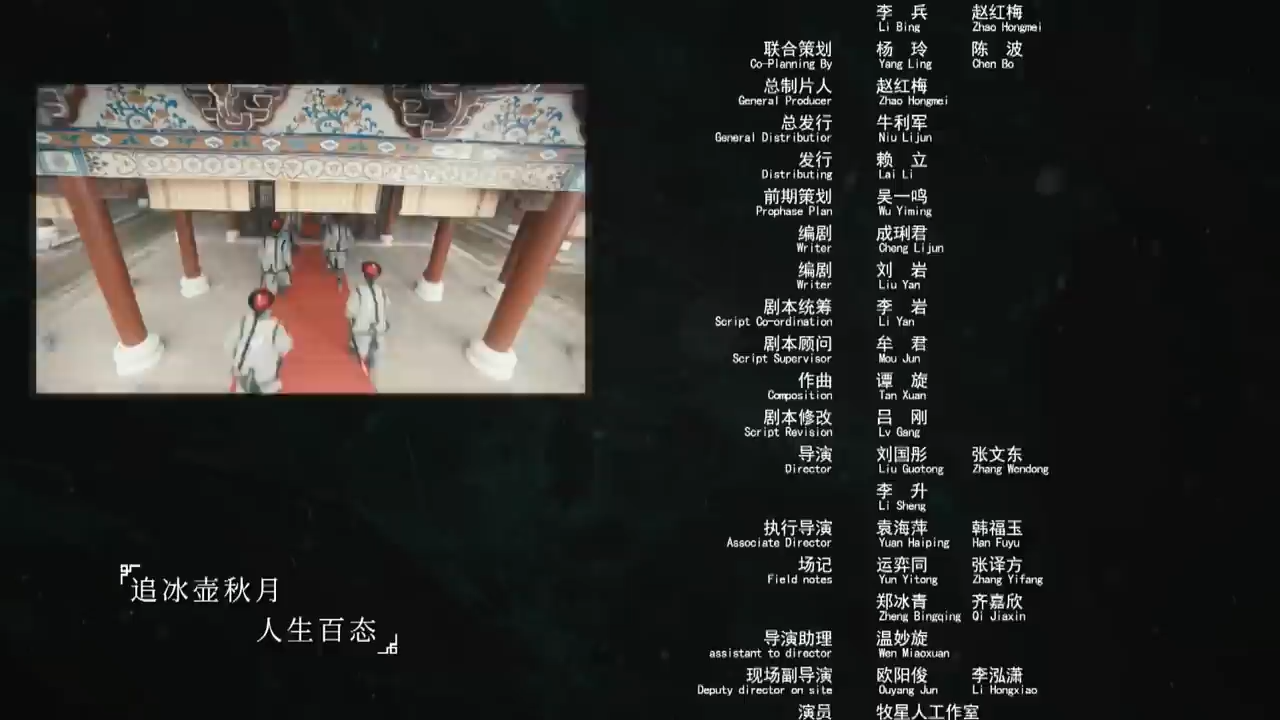 李 兵 赵红梅
Li Bing Zhao Hongmei
联合策划 杨 玲 陈 波
Co-Planning By Yang Ling Chen Bo
总制片人 赵红梅
General Producer Zhao Hongmei
总发行 牛利军
General Distributior Niu Lijun
发行 赖 立
Distributing Lai Li
前期策划 吴一鸣
Prophase Plan Wu Yiming
编剧 成琍君
Writer Cheng Lijun
编剧 刘 岩
Writer Liu Yan
剧本统筹 李 岩
Script Co-ordination Li Yan
剧本顾问 牟 君
Script Supervisor Mou Jun
作曲 谭 旋
Composition Tan Xuan
剧本修改 吕 刚
Script Revision Lv Gang
导演 刘国彤 张文东
Director Liu Guotong Zhang Wendong
李 升
Li Sheng
执行导演 袁海萍 韩福玉
Associate Director Yuan Haiping Han Fuyu
场记 运弈同 张译方
Field notes Yun Yitong Zhang Yifang
郑冰青 齐嘉欣
Zheng Bingqing Qi Jiaxin
导演助理 温妙旋
assistant to director Wen Miaoxuan
现场副导演 欧阳俊 李泓潇
Deputy director on site Ouyang Jun Li Hongxiao
演员 牧星人工作室
追冰壶秋月
人生百态